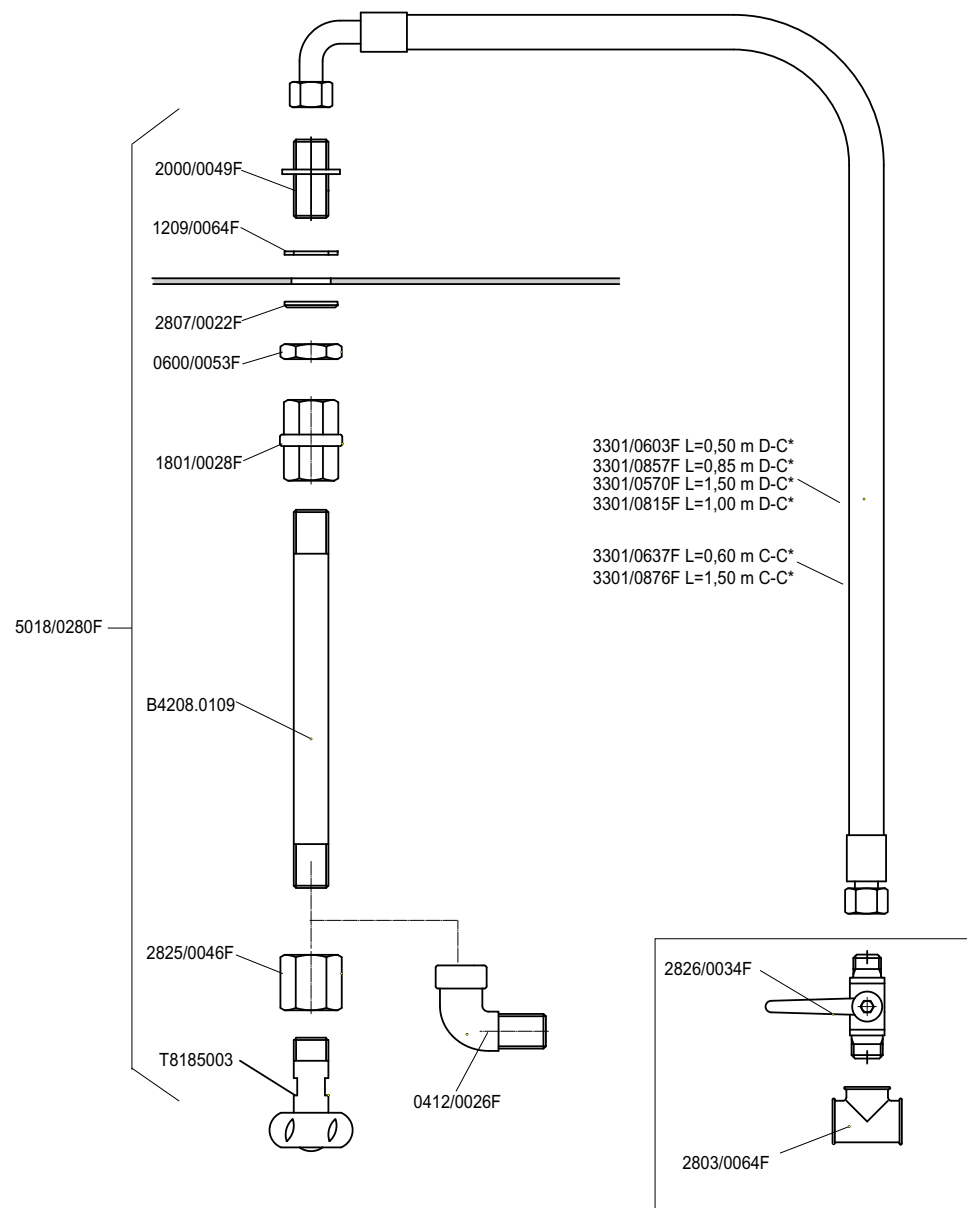 2000/0049F
1209/0064F
2807/0022F
0600/0053F
1801/0028F
3301/0603F L=0,50 m D-C*
3301/0857F L=0,85 m D-C*
3301/0570F L=1,50 m D-C*
3301/0815F L=1,00 m D-C*
3301/0637F L=0,60 m C-C*
3301/0876F L=1,50 m C-C*
5018/0280F
B4208.0109
2825/0046F
2826/0034F
T8185003
0412/0026F
2803/0064F